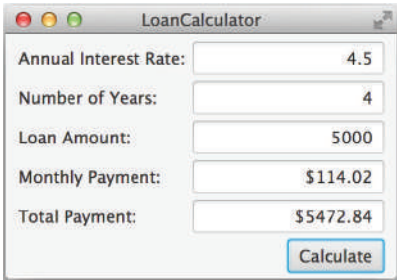 LoanCalculator
Annual Interest Rate: 4.5
Number of Years: 4
Loan Amount: 5000
Monthly Payment: $114.02
Total Payment: $5472.84
Calculate